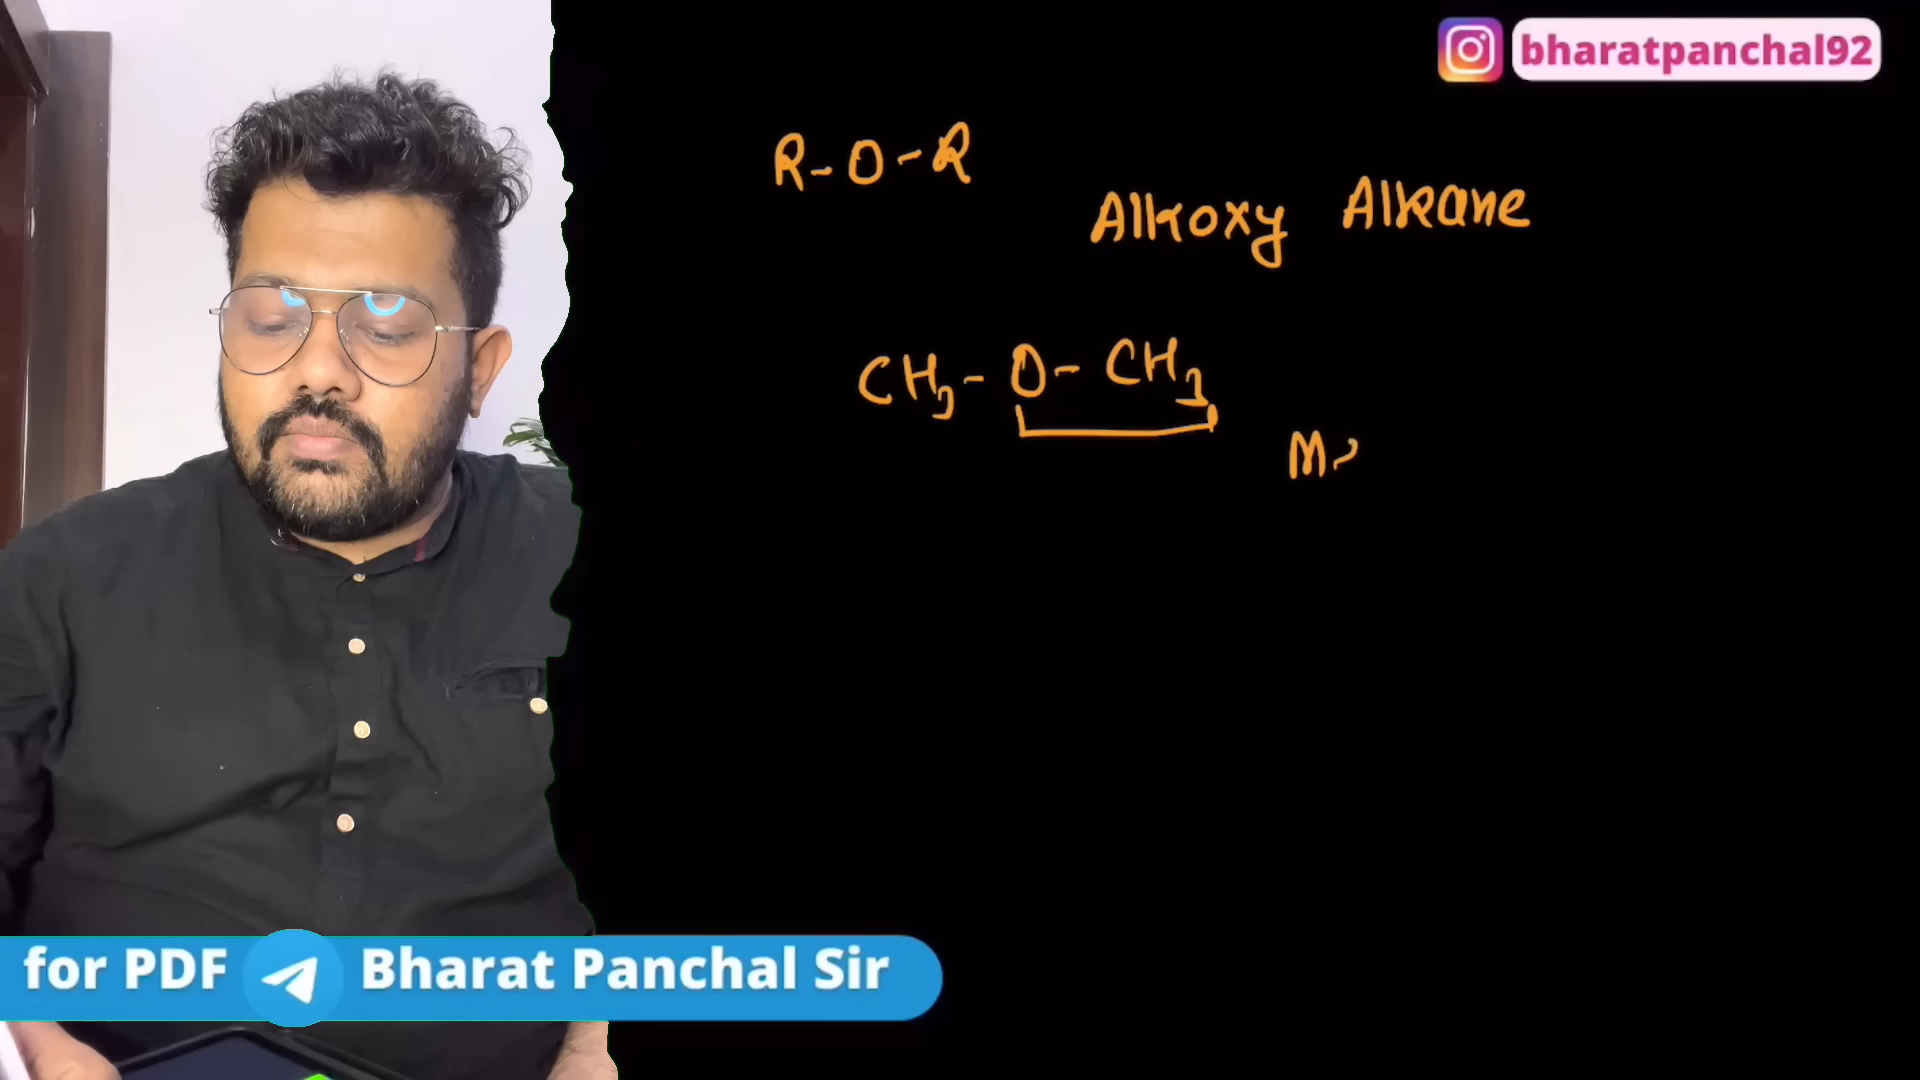 bharatpanchal92
R-O-R
Alkoxy Alkane
CH3-O-CH3
M
for PDF Bharat Panchal Sir